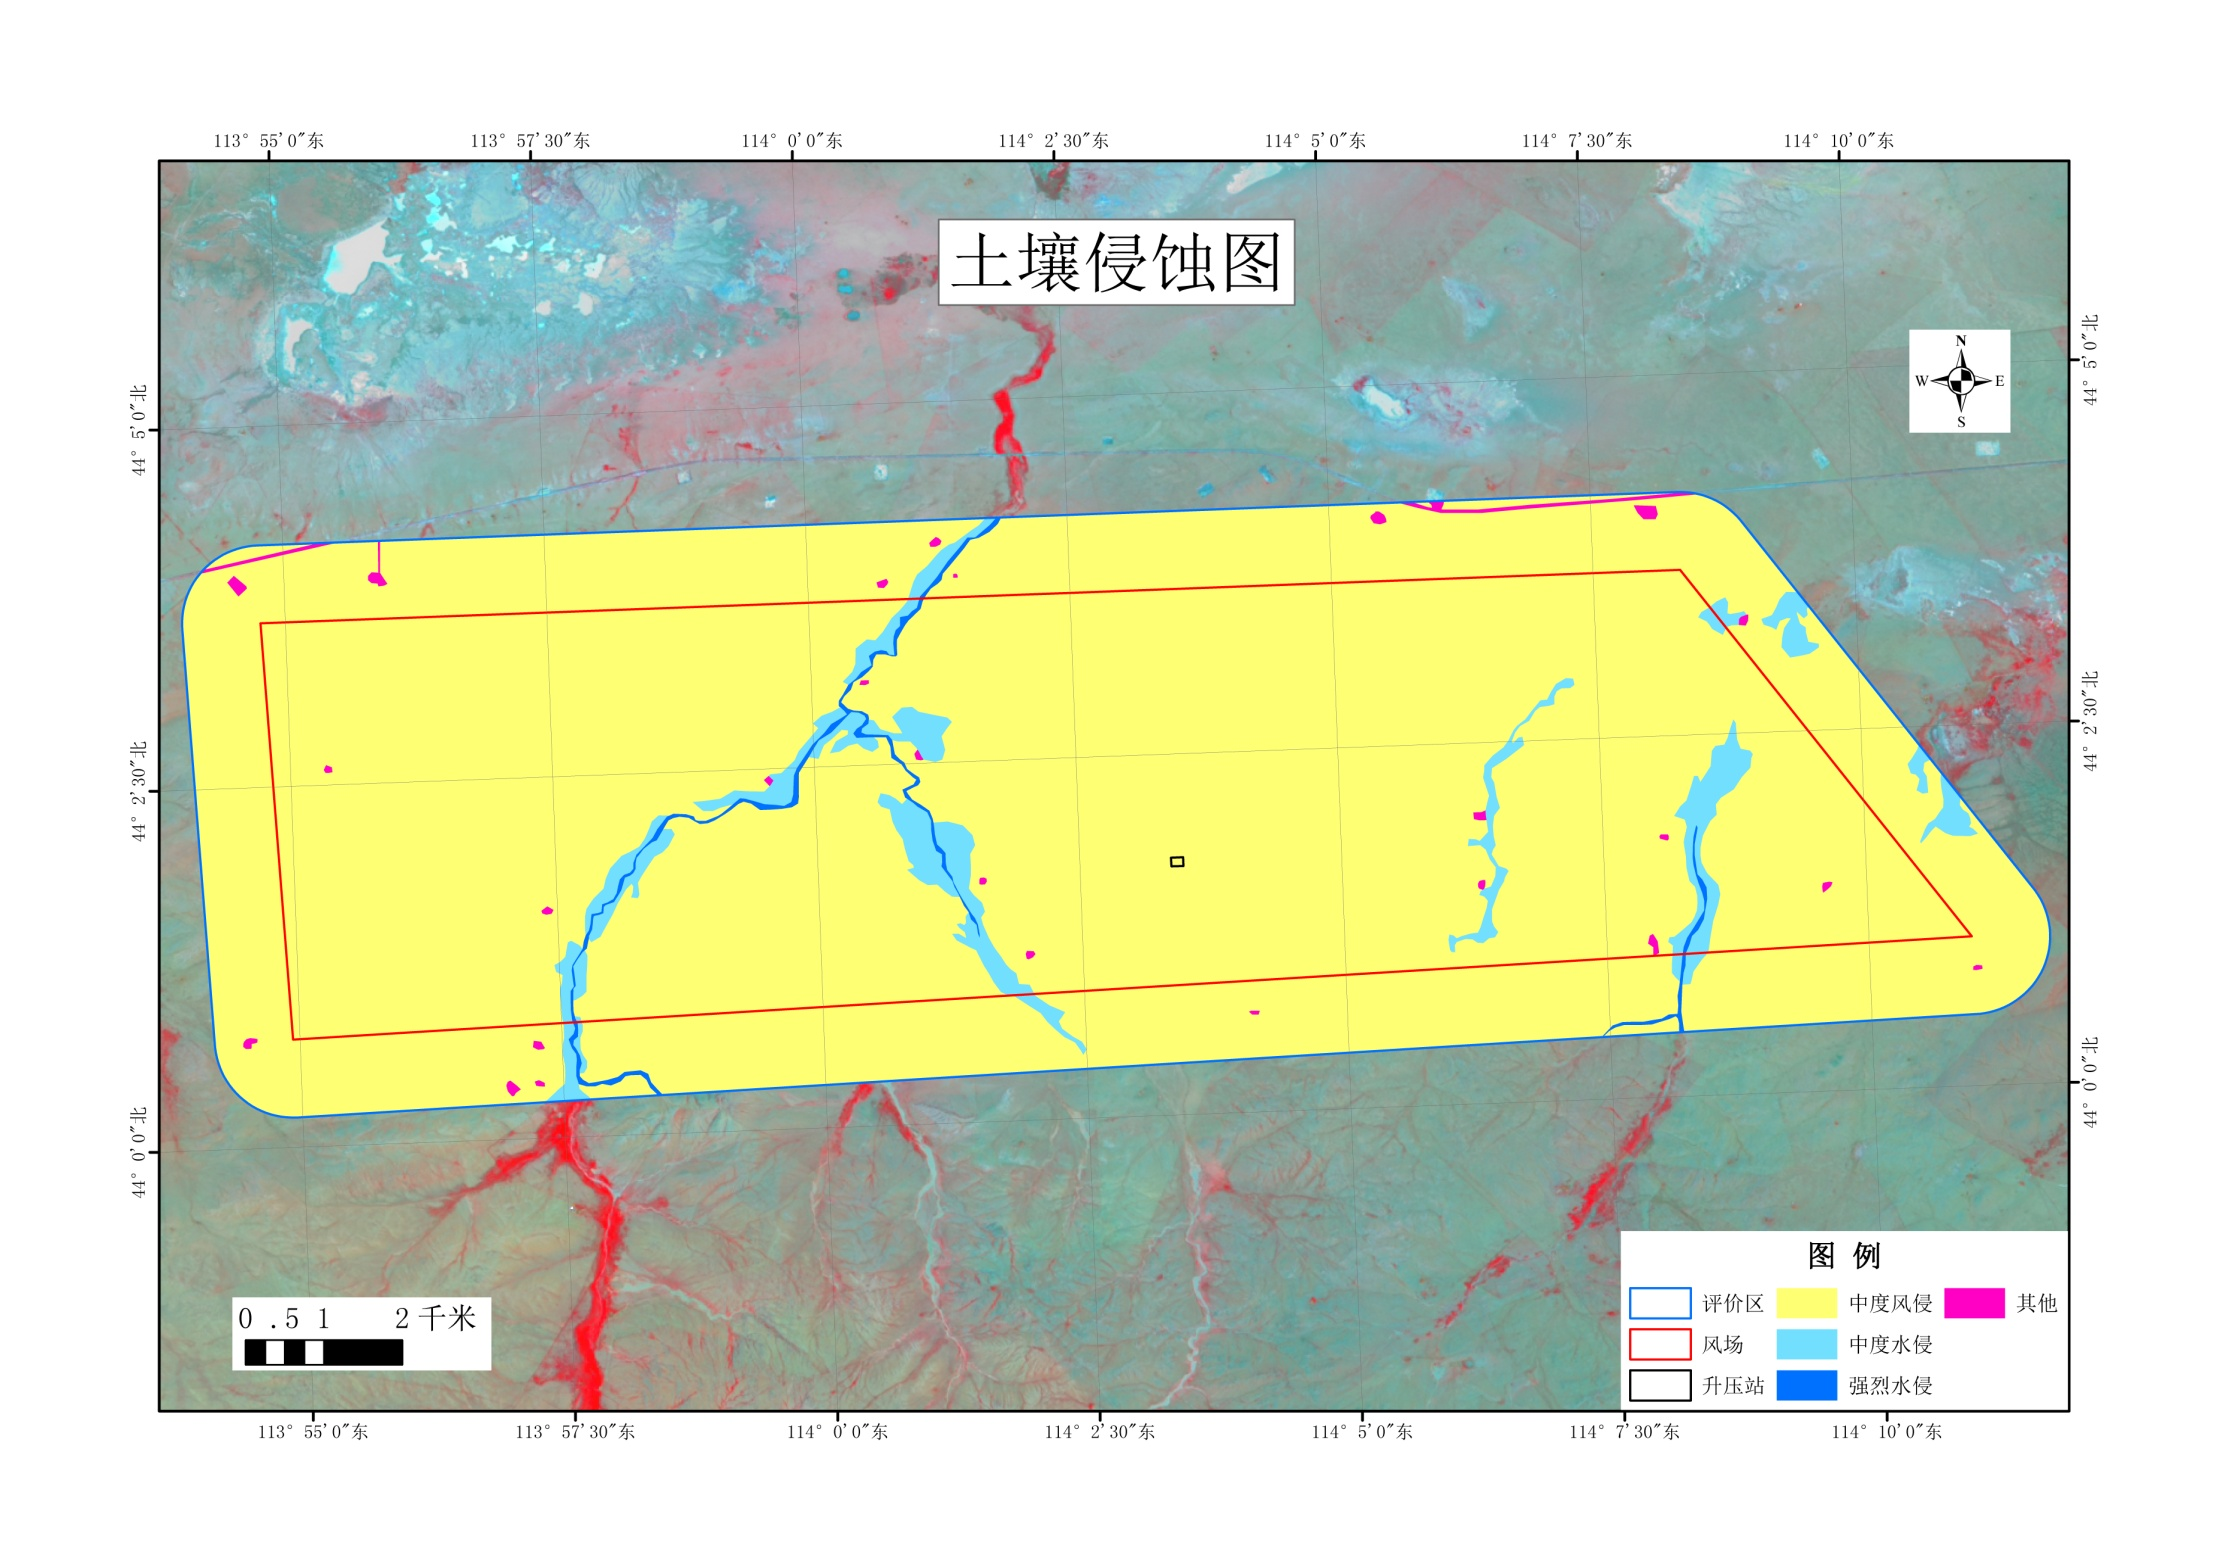 113° 55′0″东
113° 57′30″东
114° 0′0″东
114° 2′30″东
114° 5′0″东
114° 7′30″东
114° 10′0″东
土壤侵蚀图
44° 5′0″北
44° 5′0″北
N
W E
S
44° 2′30″北
44° 2′30″北
44° 0′0″北
44° 0′0″北
图 例
评价区 中度风侵 其他
风场 中度水侵
升压站 强烈水侵
0 .5 1 2 千米
113° 55′0″东
113° 57′30″东
114° 0′0″东
114° 2′30″东
114° 5′0″东
114° 7′30″东
114° 10′0″东